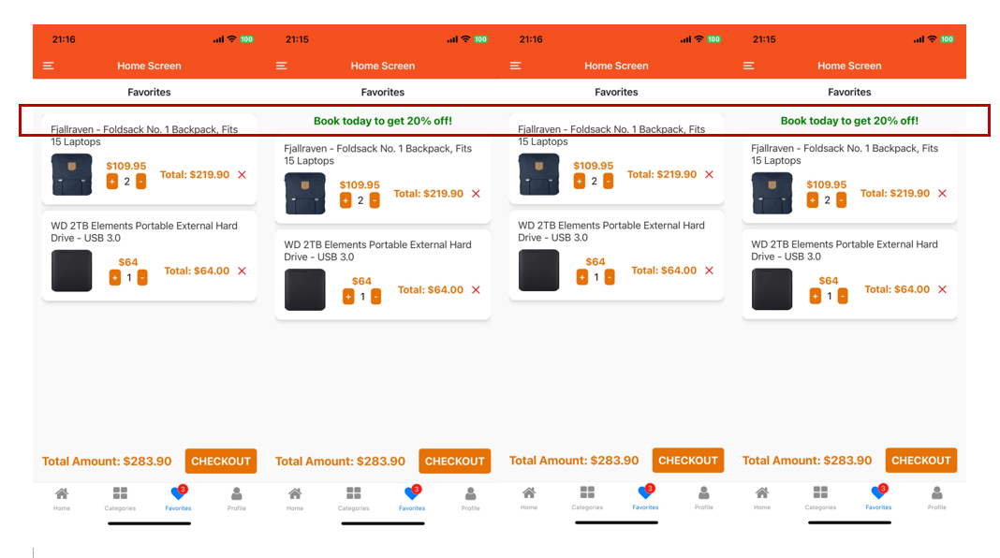 21:16
100
Home Screen
Favorites
Fjallraven - Foldsack No. 1 Backpack, Fits
15 Laptops
$109.95
+ 2 -
Total: $219.90 ×
WD 2TB Elements Portable External Hard
Drive - USB 3.0
$64
+ 1 -
Total: $64.00 ×
Total Amount: $283.90
CHECKOUT
3
Home
Categories
Favorites
Profile
21:15
100
Home Screen
Favorites
Book today to get 20% off!
Fjallraven - Foldsack No. 1 Backpack, Fits
15 Laptops
$109.95
+ 2 -
Total: $219.90 ×
WD 2TB Elements Portable External Hard
Drive - USB 3.0
$64
+ 1 -
Total: $64.00 ×
Total Amount: $283.90
CHECKOUT
3
Home
Categories
Favorites
Profile
21:16
100
Home Screen
Favorites
Fjallraven - Foldsack No. 1 Backpack, Fits
15 Laptops
$109.95
+ 2 -
Total: $219.90 ×
WD 2TB Elements Portable External Hard
Drive - USB 3.0
$64
+ 1 -
Total: $64.00 ×
Total Amount: $283.90
CHECKOUT
3
Home
Categories
Favorites
Profile
21:15
100
Home Screen
Favorites
Book today to get 20% off!
Fjallraven - Foldsack No. 1 Backpack, Fits
15 Laptops
$109.95
+ 2 -
Total: $219.90 ×
WD 2TB Elements Portable External Hard
Drive - USB 3.0
$64
+ 1 -
Total: $64.00 ×
Total Amount: $283.90
CHECKOUT
3
Home
Categories
Favorites
Profile